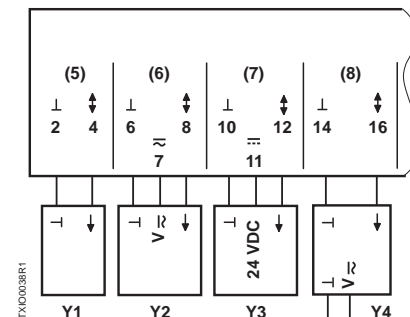 (5) (6) (7) (8)
⊥ ↕ ⊥ ↕ ⊥ ↕ ⊥ ↕
2 4 6 8 10 12 14 16
7 11
⊥ ↓ ⊥ V ↓ ⊥ 24 VDC ↓ ⊥ ↓
⊥ V
Y1 Y2 Y3 Y4
TXIO0038R1